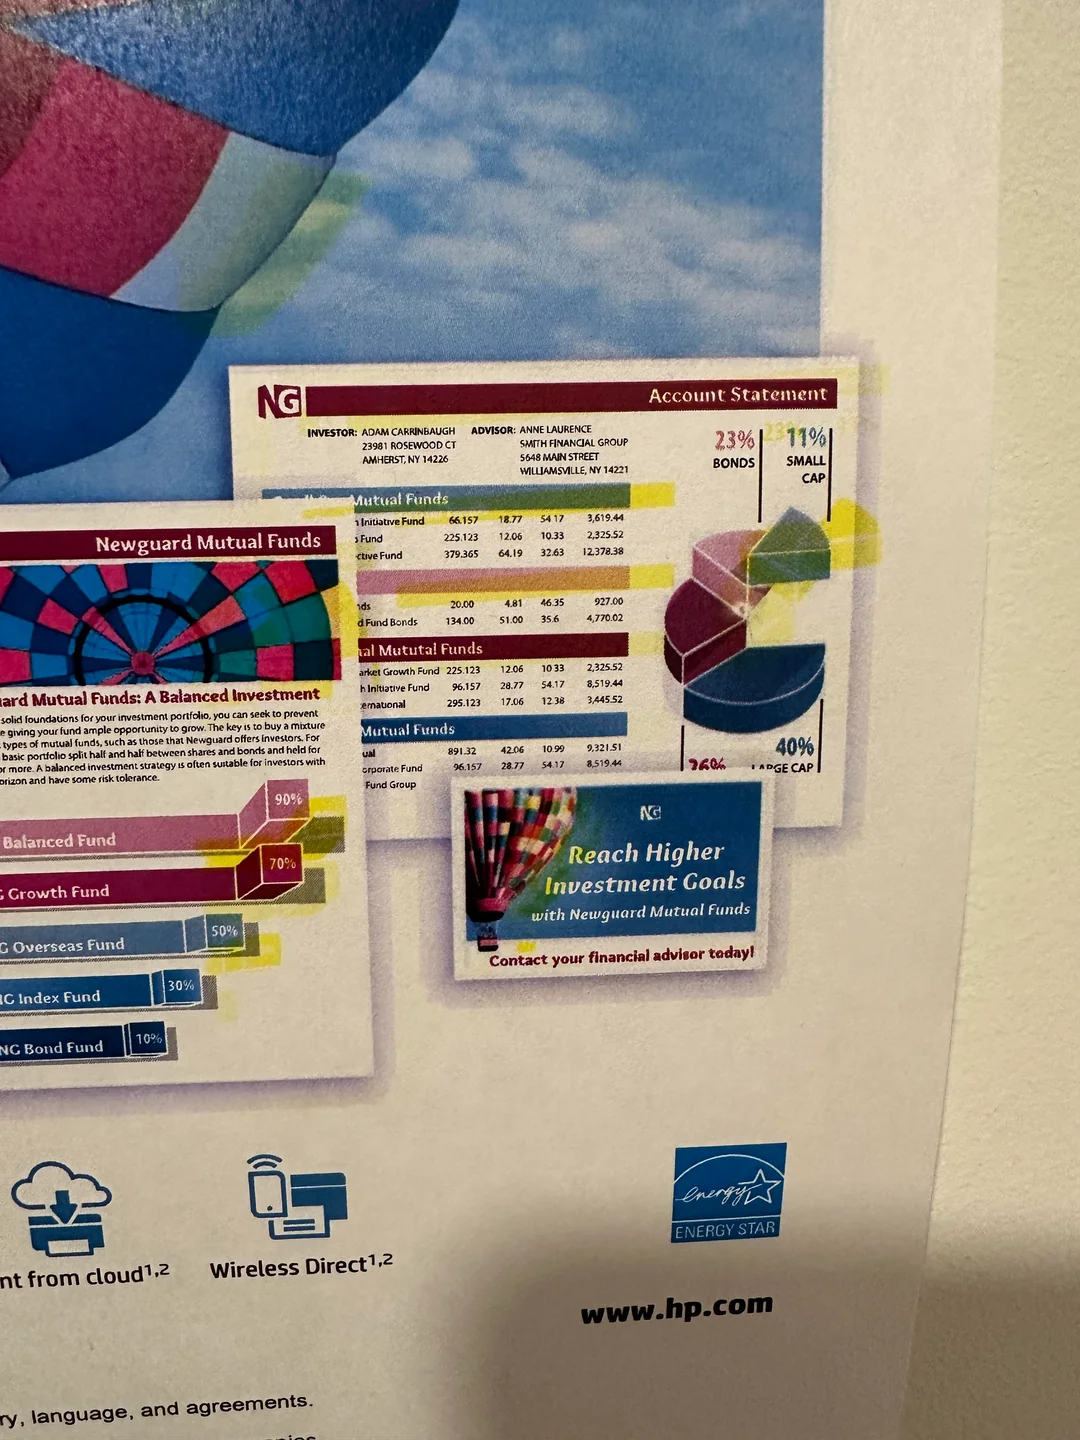 NG Account Statement
INVESTOR: ADAM CARRINBAUGH
23981 ROSEWOOD CT
AMHERST, NY 14226
ADVISOR: ANNE LAURENCE
SMITH FINANCIAL GROUP
5648 MAIN STREET
WILLIAMSVILLE, NY 14221
23%
BONDS
11%
SMALL
CAP
Mutual Funds
Initiative Fund 66.157 18.77 54.17 3,619.44
Fund 225.123 12.06 10.33 2,325.52
ctive Fund 379.365 64.19 32.63 12,378.38
ds 20.00 4.81 46.35 927.00
d Fund Bonds 134.00 51.00 35.6 4,770.02
al Mututal Funds
arket Growth Fund 225.123 12.06 10.33 2,325.52
h Initiative Fund 96.157 28.77 54.17 8,519.44
ernational 295.123 17.06 12.38 3,445.52
Mutual Funds
ual 891.32 42.06 10.99 9,321.51
orporate Fund 96.157 28.77 54.17 8,519.44
Fund Group
40%
LARGE CAP
26%
Newguard Mutual Funds
ard Mutual Funds: A Balanced Investment
solid foundations for your investment portfolio, you can seek to prevent
e giving your fund ample opportunity to grow. The key is to buy a mixture
types of mutual funds, such as those that Newguard offers investors. For
basic portfolio split half and half between shares and bonds and held for
or more. A balanced investment strategy is often suitable for investors with
orizon and have some risk tolerance.
Balanced Fund 90%
G Growth Fund 70%
G Overseas Fund 50%
NG Index Fund 30%
NG Bond Fund 10%
NG
Reach Higher
Investment Goals
with Newguard Mutual Funds
Contact your financial advisor today!
nt from cloud1,2
Wireless Direct1,2
energy
ENERGY STAR
www.hp.com
ry, language, and agreements.